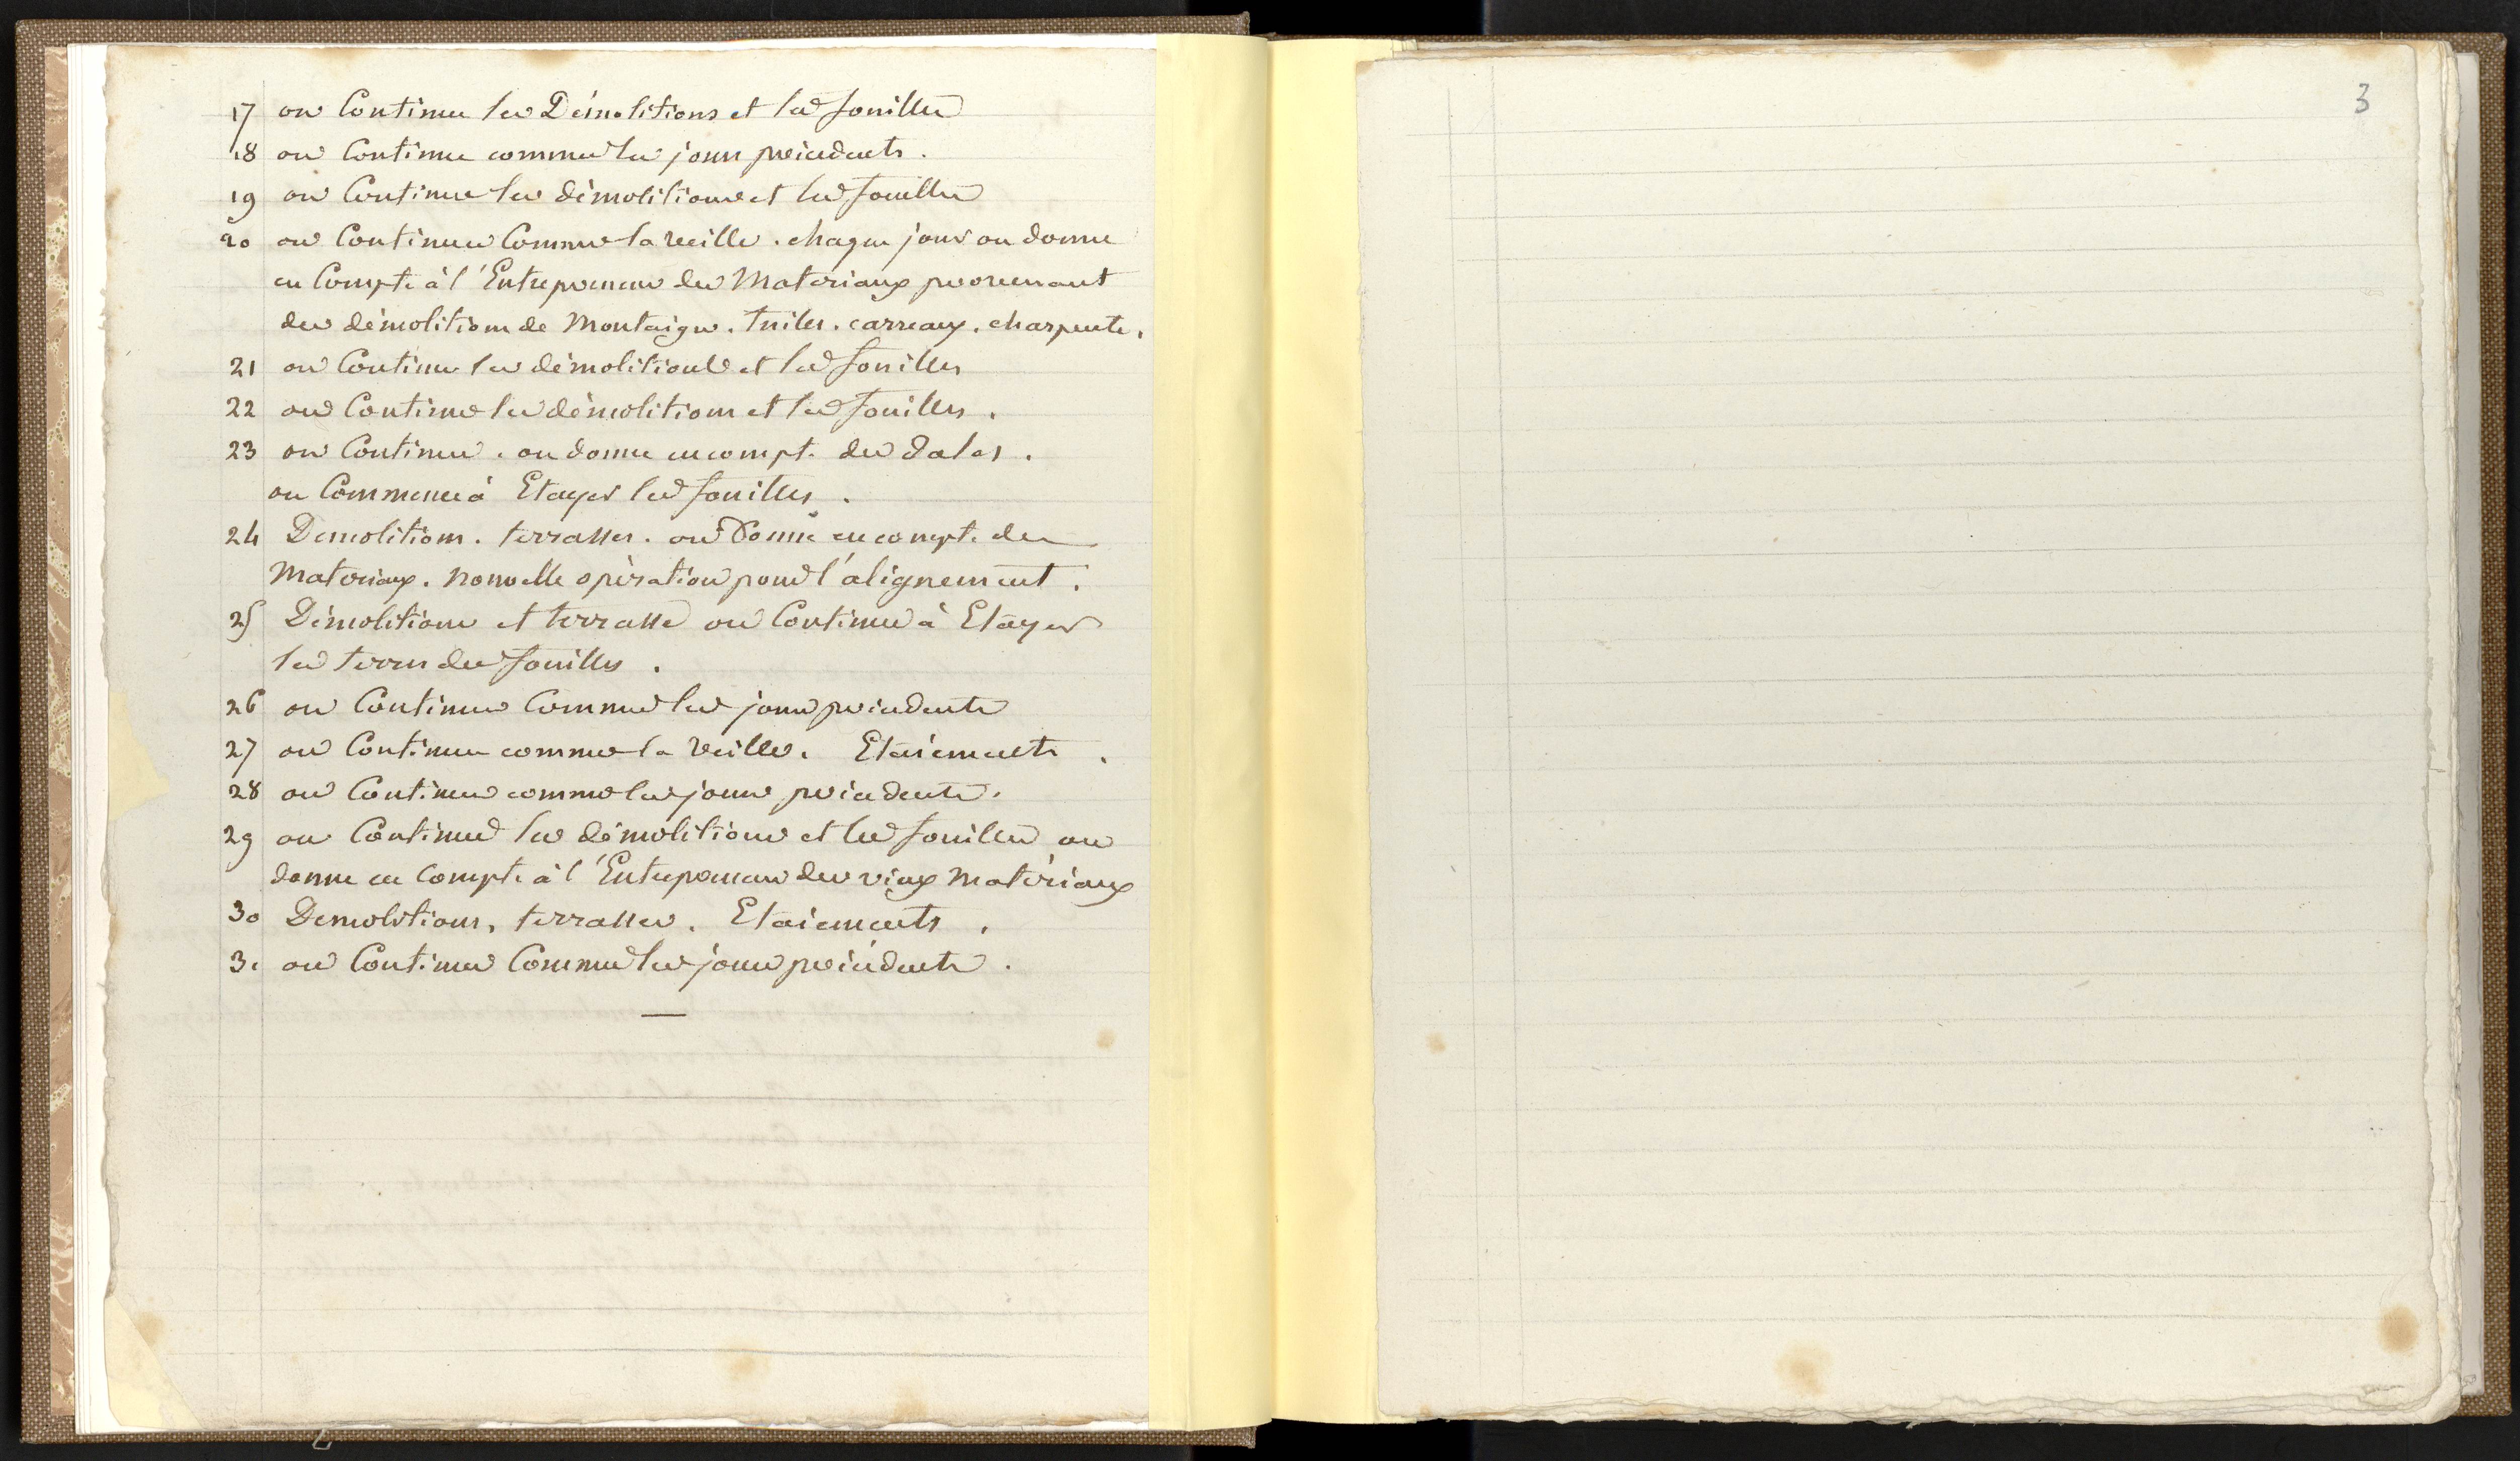 17 on Continue les Démolitions et les fouilles
18 on Continue comme les jours précédents.
19 on Continue les démolitions et les fouilles
20 on Continue Comme la veille. chaque jour on donne
en Compte à l'Entrepreneur des Matériaux provenant
des démolitions de Montaigu. tuiles. carreaux. charpente.
21 on Continue les démolitions et les fouilles
22 on Continue les démolitions et les fouilles.
23 on Continue. on donne en compte des dales.
on Commence à Etayer les fouilles.
24 Demolitions. terrasses. on Donne en compte des
Materiaux. nouvelle opération pour l'alignement.
25 Démolitions et terrasse on Continue à Etayer
les terres des fouilles.
26 on Continue Comme les jours précédents
27 on Continue comme la veille. Etaiements.
28 on Continue comme les jours précédents.
29 on Continue les démolitions et les fouilles on
donne en Compte à l'Entrepreneur des vieux matériaux
30 Demolitions, terrasses. Etaiements.
31 on Continue Comme les jours précédents.
3